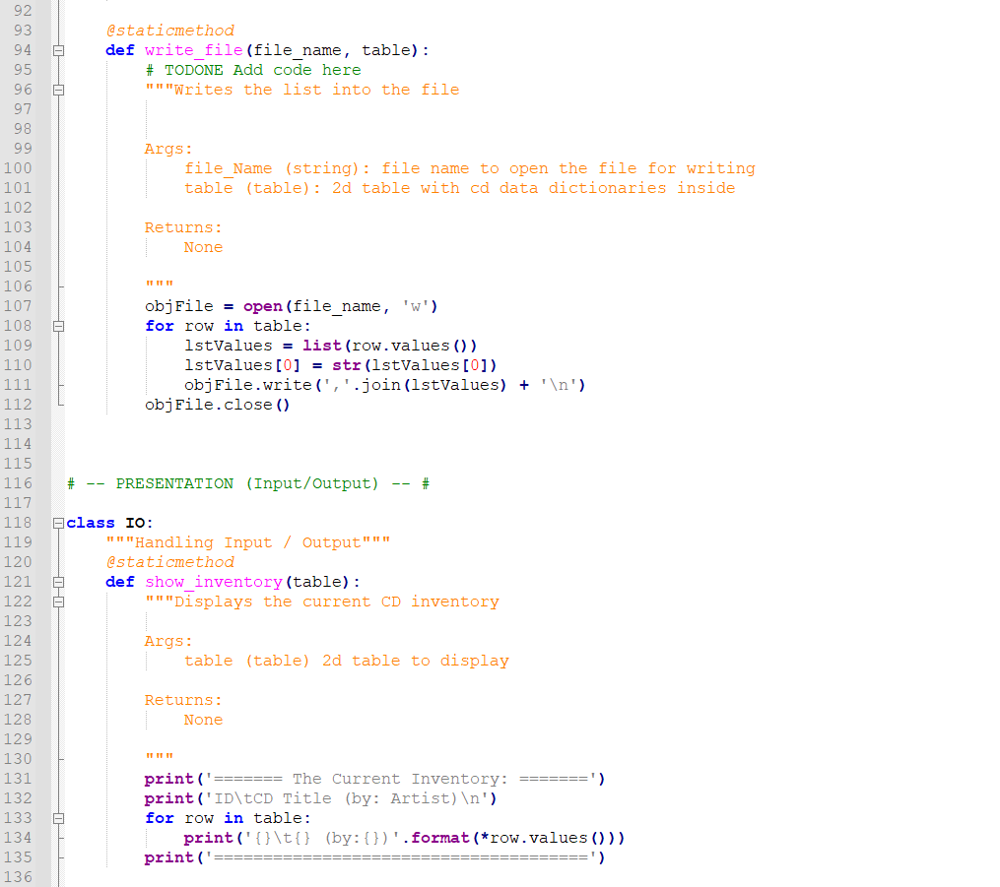 92
93     @staticmethod
94     def write_file(file_name, table):
95         # TODONE Add code here
96         """Writes the list into the file
97
98
99         Args:
100             file_Name (string): file name to open the file for writing
101             table (table): 2d table with cd data dictionaries inside
102
103         Returns:
104             None
105
106         """
107         objFile = open(file_name, 'w')
108         for row in table:
109             lstValues = list(row.values())
110             lstValues[0] = str(lstValues[0])
111             objFile.write(','.join(lstValues) + '\n')
112         objFile.close()
113
114
115
116 # -- PRESENTATION (Input/Output) -- #
117
118 class IO:
119     """Handling Input / Output"""
120     @staticmethod
121     def show_inventory(table):
122         """Displays the current CD inventory
123
124         Args:
125             table (table) 2d table to display
126
127         Returns:
128             None
129
130         """
131         print('======= The Current Inventory: =======')
132         print('ID\tCD Title (by: Artist)\n')
133         for row in table:
134             print('{}\t{} (by:{})'.format(*row.values()))
135         print('======================================')
136